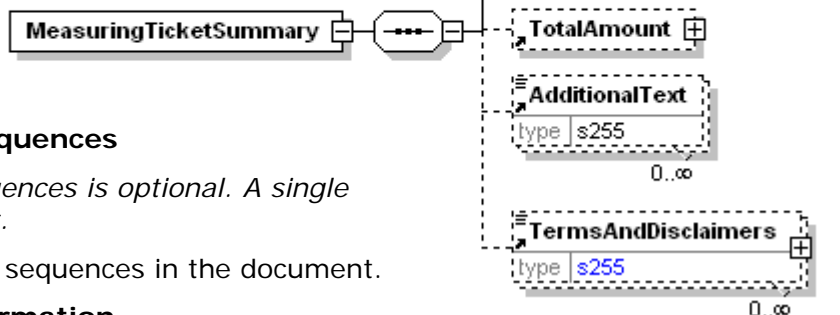 MeasuringTicketSummary
TotalAmount
AdditionalText
type s255
0..∞
TermsAndDisclaimers
type s255
0..∞
quences
ences is optional. A single
sequences in the document.